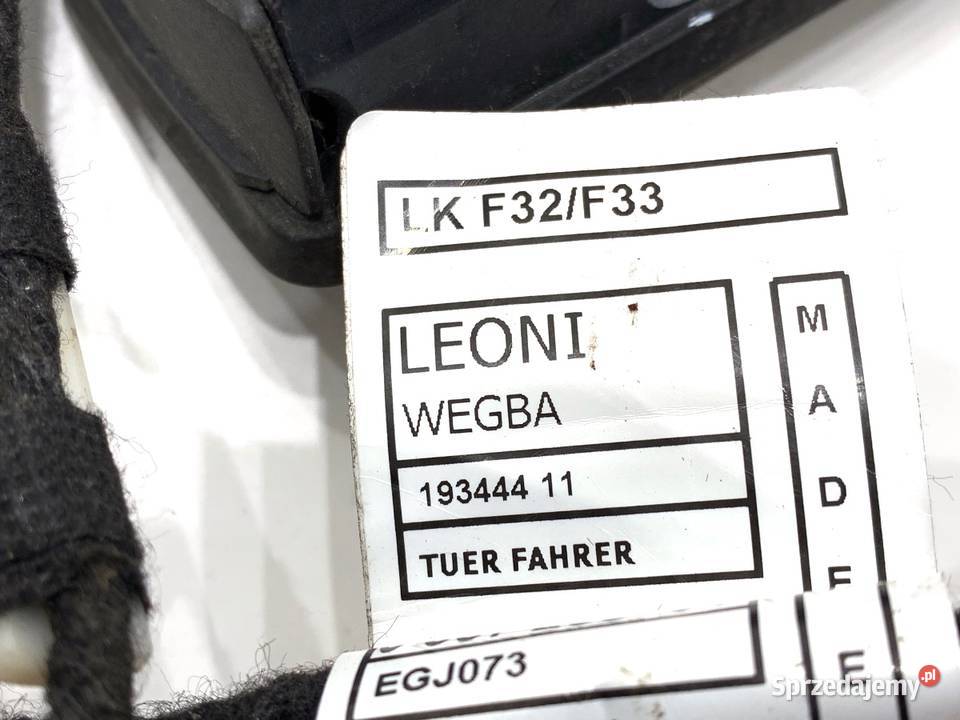 LK F32/F33
LEONI
WEGBA
193444 11
TUER FAHRER
M
A
D
E
EGJ073
E
Sprzedajemy.pl